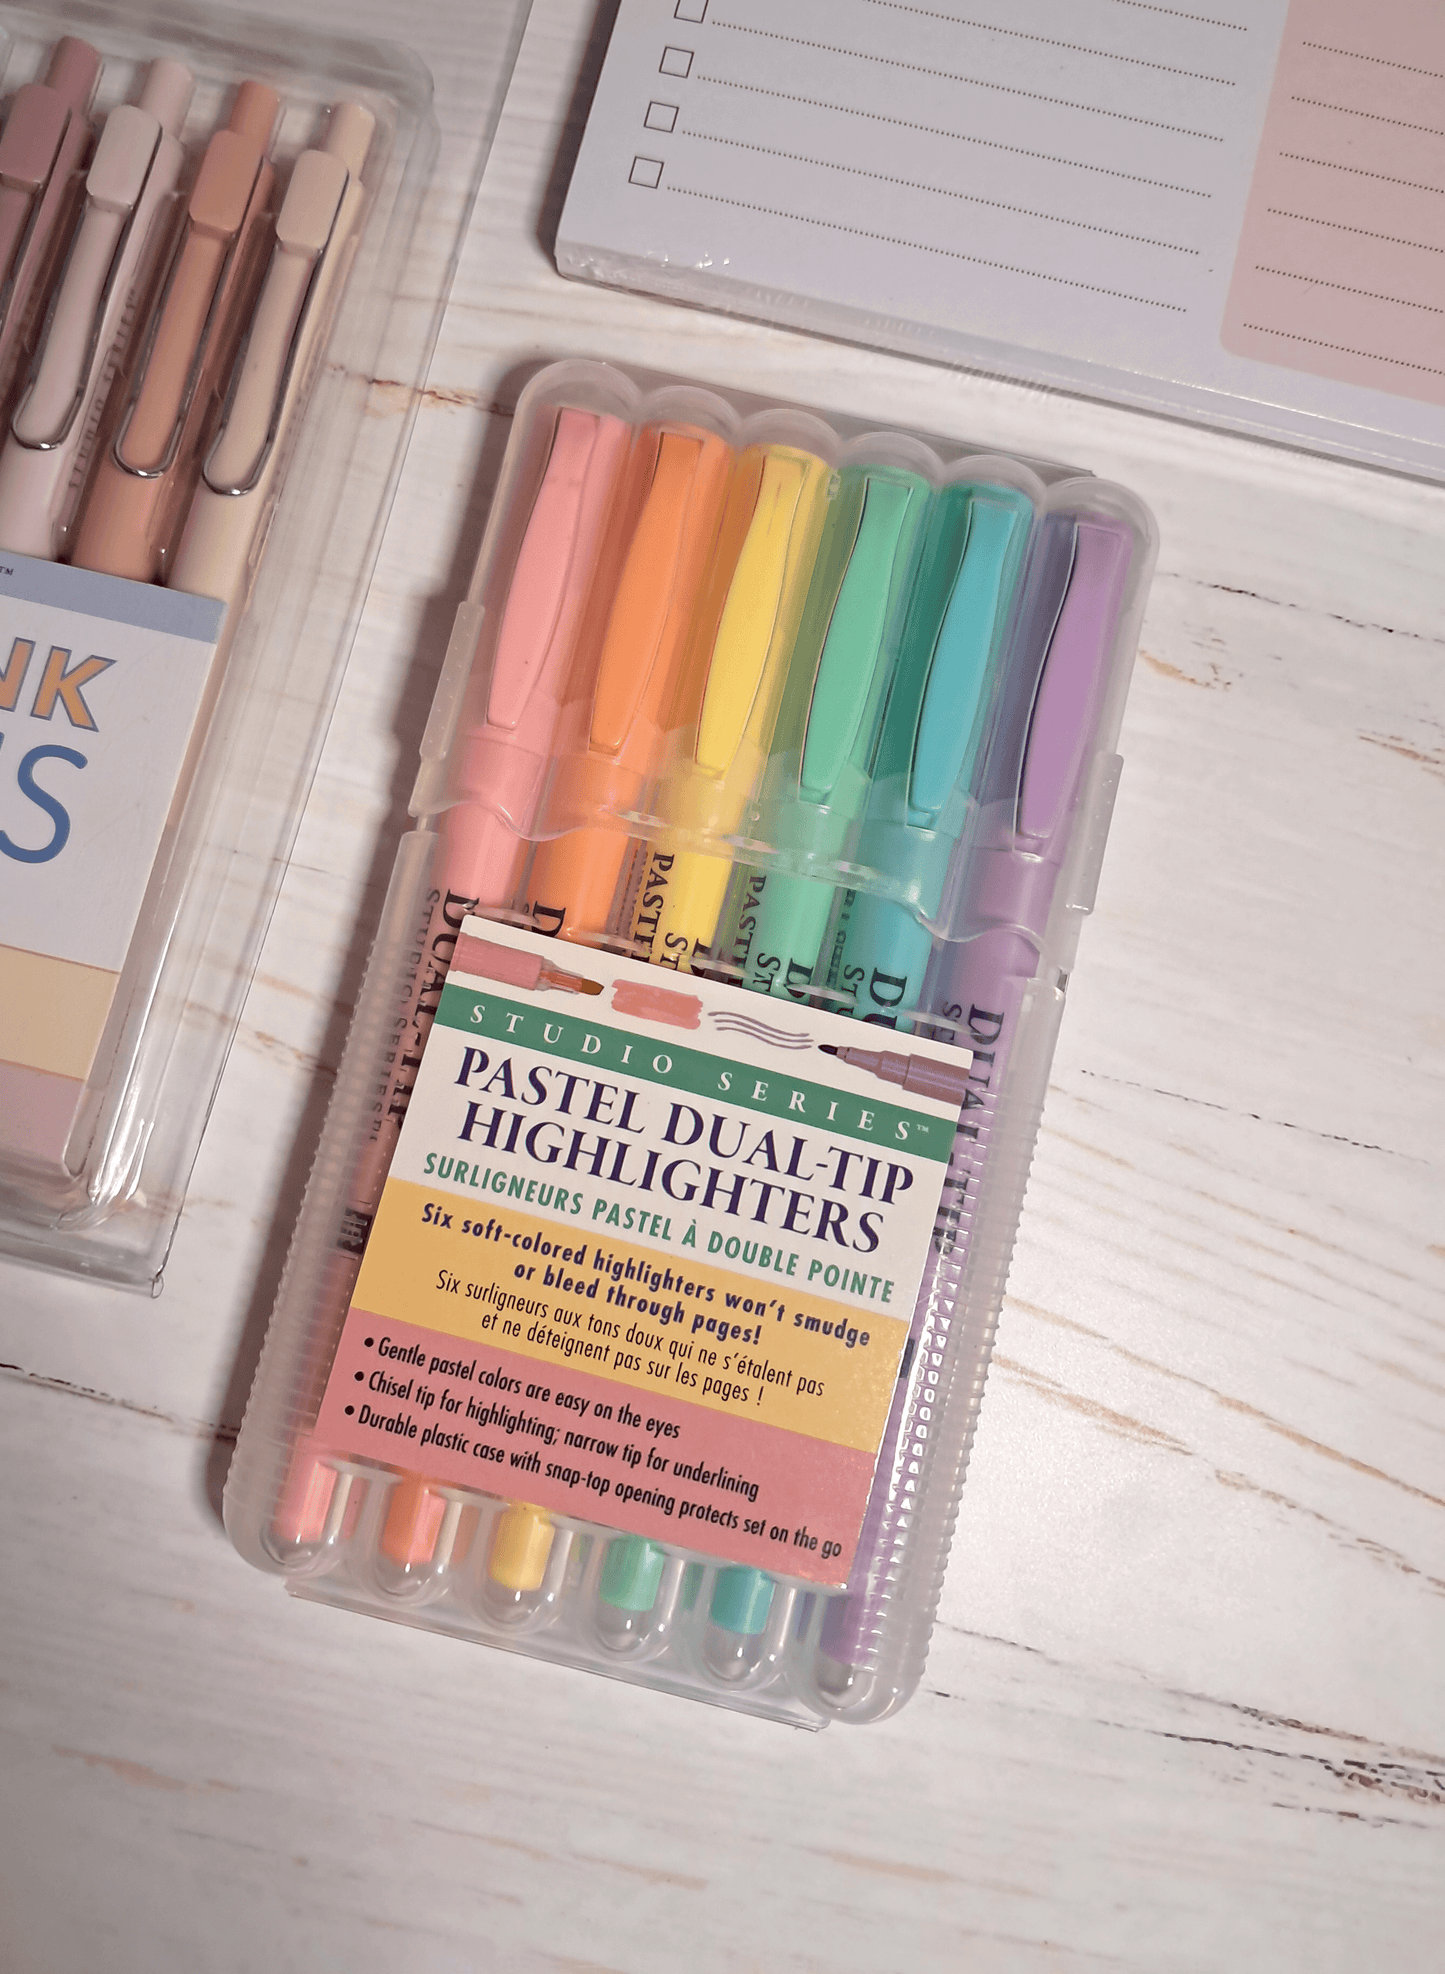 ™
NK
S
STUDIO SERIES™
PASTEL DUAL-TIP
HIGHLIGHTERS
SURLIGNEURS PASTEL À DOUBLE POINTE
Six soft-colored highlighters won't smudge
or bleed through pages!
Six surligneurs aux tons doux qui ne s'étalent pas
et ne déteignent pas sur les pages !
• Gentle pastel colors are easy on the eyes
• Chisel tip for highlighting; narrow tip for underlining
• Durable plastic case with snap-top opening protects set on the go